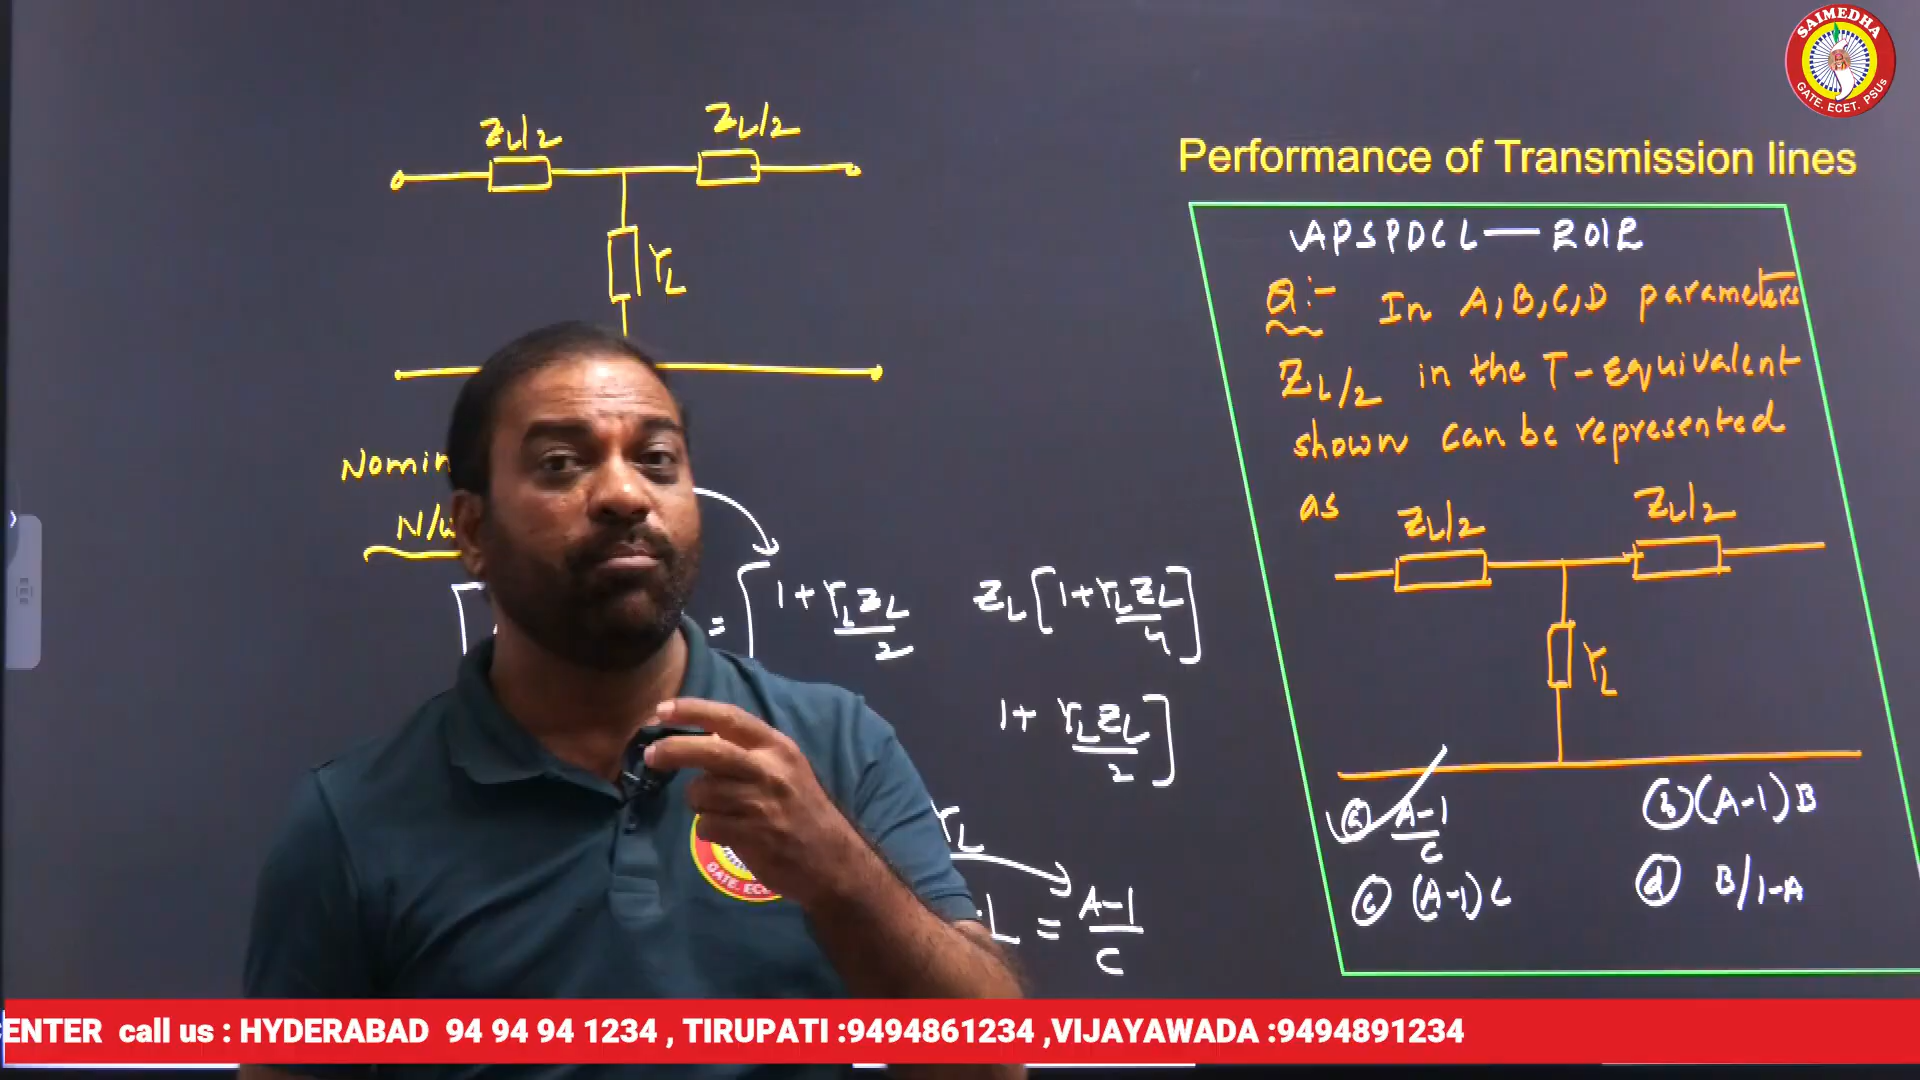 SAIMEDHA
GATE. ECET. PSUs
Performance of Transmission lines
APSPDCL — 2012
Q:- In A, B, C, D parameters
ZL/2 in the T-equivalent
shown can be represented
as
ZL/2 ZL/2
YL
(a) A-1/C (b) (A-1)B
(c) (A-1)C (d) B/1-A
ZL/2 ZL/2
YL
N/w
= [1+YLZL/2 ZL[1+YLZL/4]
1+YLZL/2]
YL
= A-1/C
GATE. ECE
ENTER call us : HYDERABAD 94 94 94 1234 , TIRUPATI :9494861234 ,VIJAYAWADA :9494891234